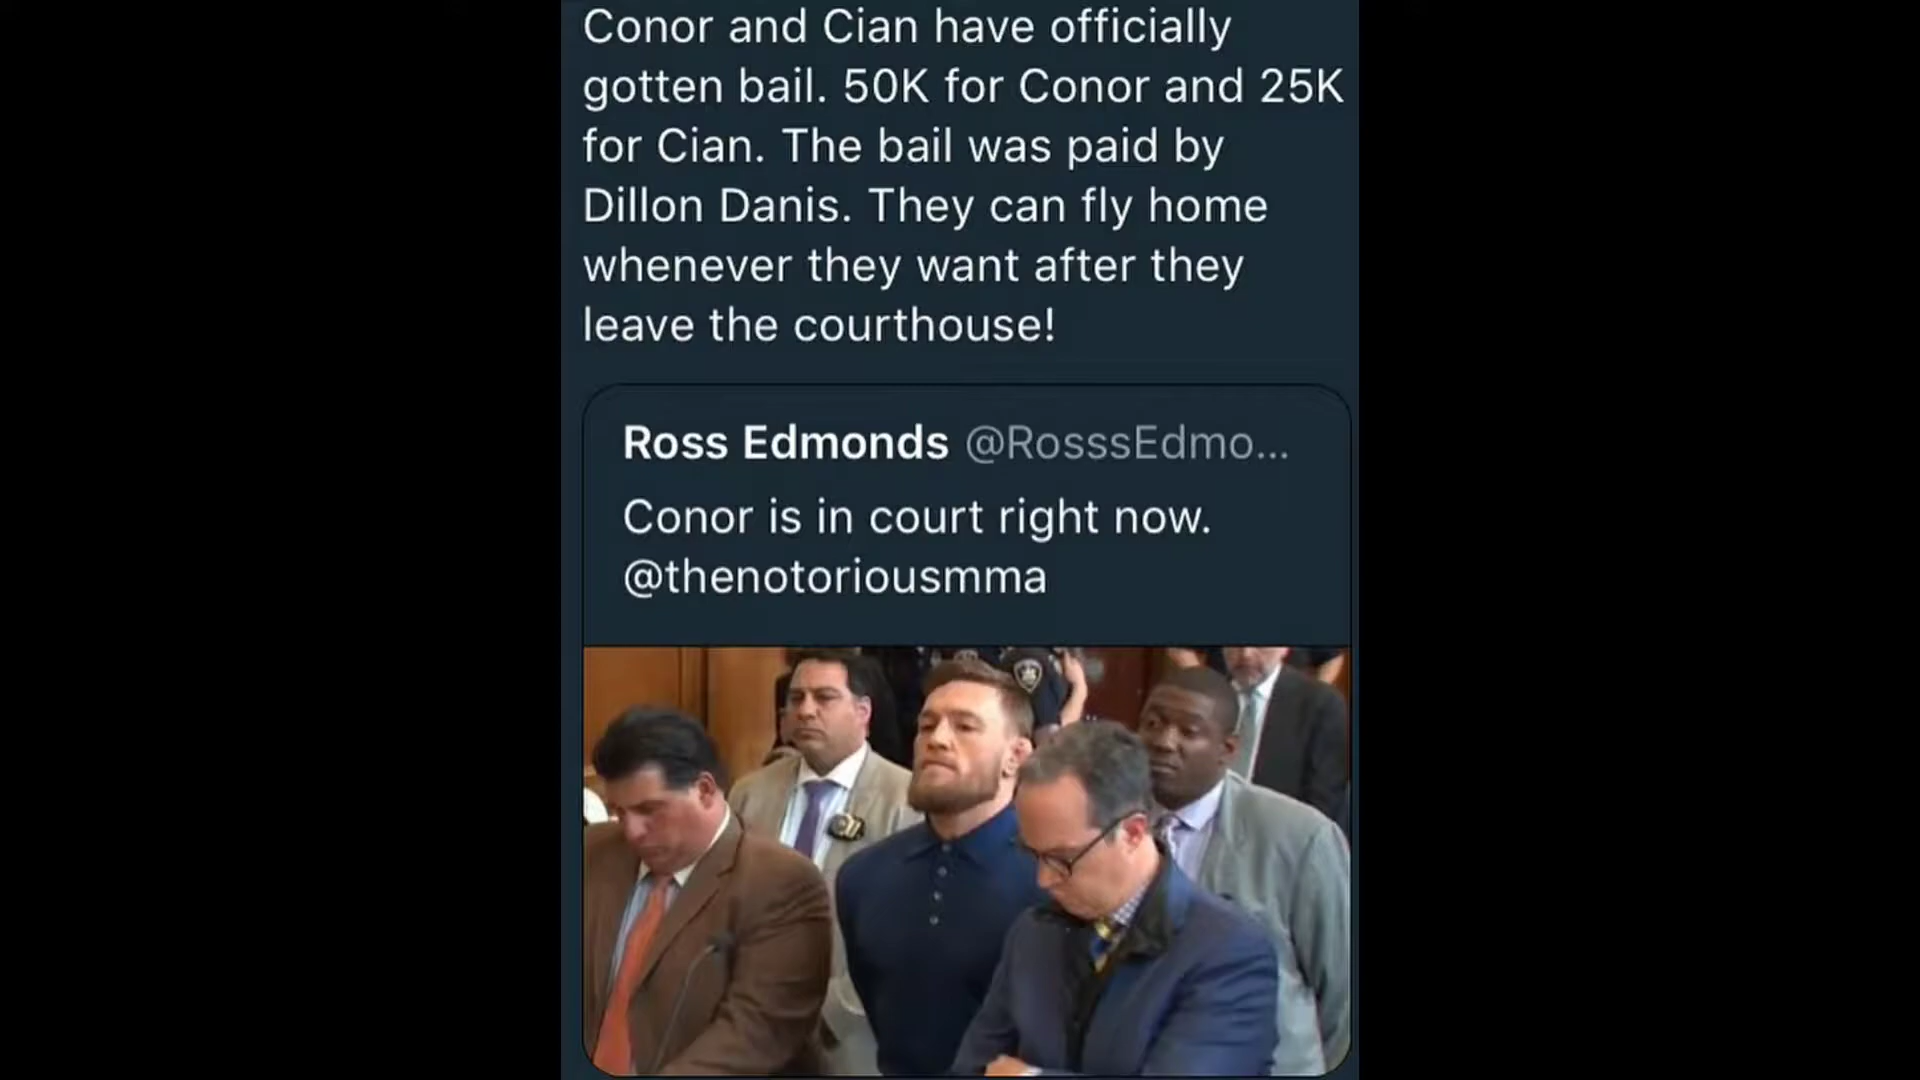 Conor and Cian have officially
gotten bail. 50K for Conor and 25K
for Cian. The bail was paid by
Dillon Danis. They can fly home
whenever they want after they
leave the courthouse!
Ross Edmonds @RosssEdmo...
Conor is in court right now.
@thenotoriousmma